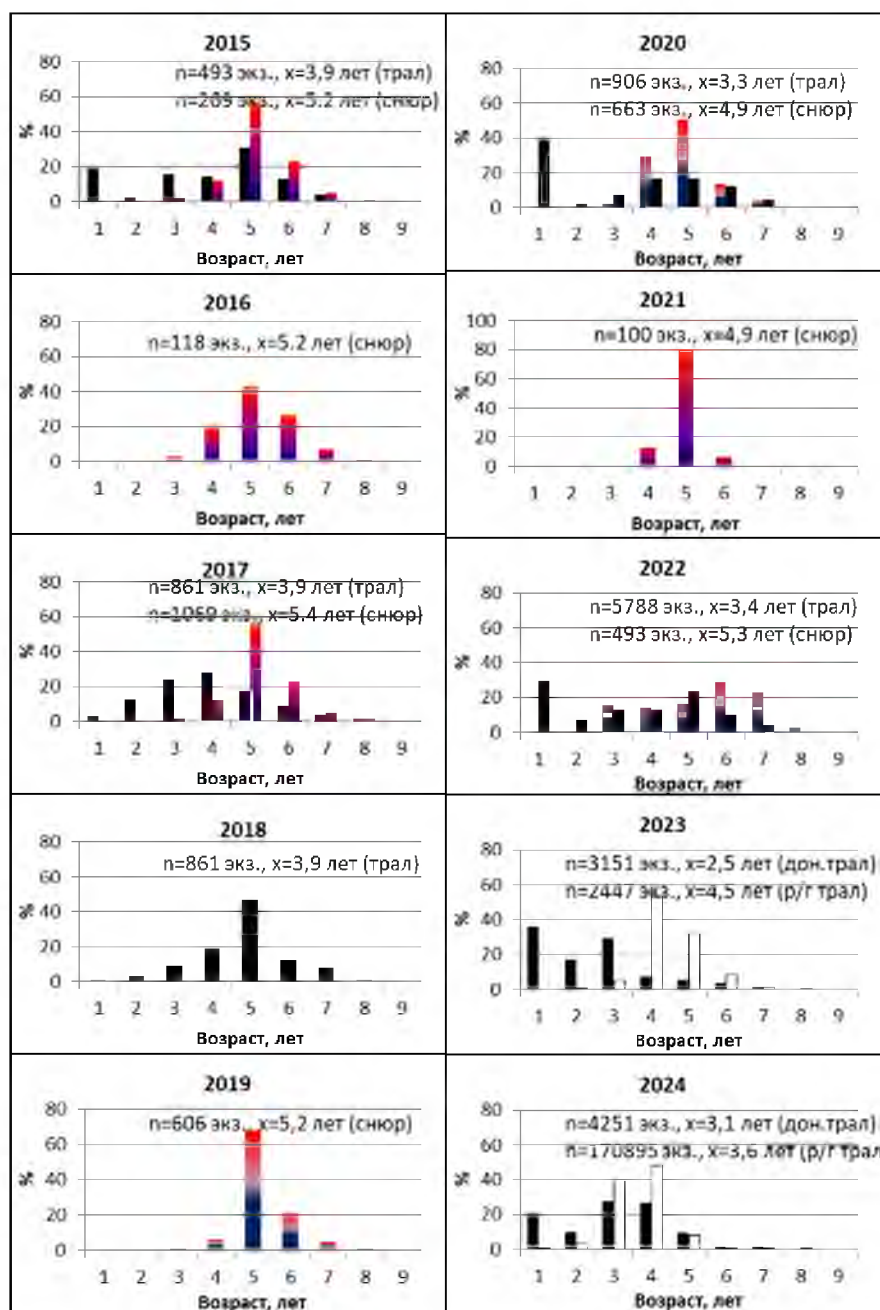 2015
n=493 экз., x=3,9 лет (трал)
n=269 экз., x=5.2 лет (снюр)
%
80
60
40
20
0
1 2 3 4 5 6 7 8 9
Возраст, лет
2020
n=906 экз., x=3,3 лет (трал)
n=663 экз., x=4,9 лет (снюр)
%
80
60
40
20
0
1 2 3 4 5 6 7 8 9
Возраст, лет
2016
n=118 экз., x=5.2 лет (снюр)
%
80
60
40
20
0
1 2 3 4 5 6 7 8 9
Возраст, лет
2021
n=100 экз., x=4,9 лет (снюр)
%
100
80
60
40
20
0
1 2 3 4 5 6 7 8 9
Возраст, лет
2017
n=861 экз., x=3,9 лет (трал)
n=1069 экз., x=5.4 лет (снюр)
%
80
60
40
20
0
1 2 3 4 5 6 7 8 9
Возраст, лет
2022
n=5788 экз., x=3,4 лет (трал)
n=493 экз., x=5,3 лет (снюр)
%
80
60
40
20
0
1 2 3 4 5 6 7 8 9
Возраст, лет
2018
n=861 экз., x=3,9 лет (трал)
%
80
60
40
20
0
1 2 3 4 5 6 7 8 9
Возраст, лет
2023
n=3151 экз., x=2,5 лет (дон.трал)
n=2447 экз., x=4,5 лет (р/г трал)
%
80
60
40
20
0
1 2 3 4 5 6 7 8 9
Возраст, лет
2019
n=606 экз., x=5,2 лет (снюр)
%
80
60
40
20
0
1 2 3 4 5 6 7 8 9
Возраст, лет
2024
n=4251 экз., x=3,1 лет (дон.трал)
n=170895 экз., x=3,6 лет (р/г трал
%
80
60
40
20
0
1 2 3 4 5 6 7 8 9
Возраст, лет